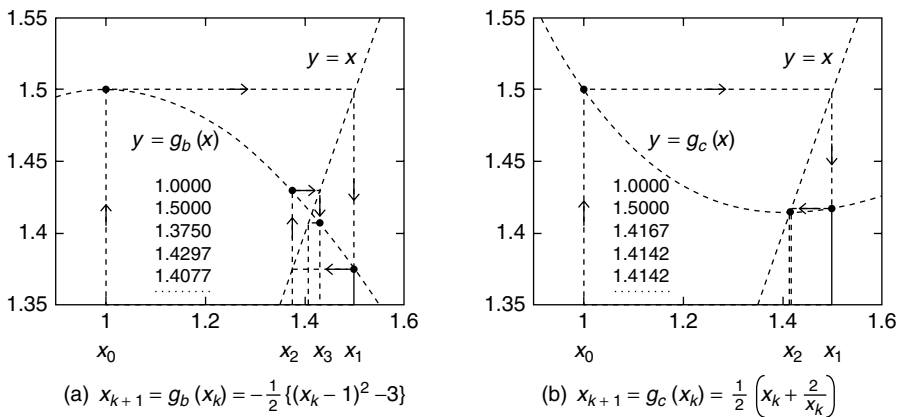 1.55
1.5
1.45
1.4
1.35
y = x
y = g_b (x)
1.0000
1.5000
1.3750
1.4297
1.4077
..........
1 1.2 1.4 1.6
x_0 x_2 x_3 x_1
(a) x_{k+1} = g_b (x_k) = -\frac{1}{2} {(x_k - 1)^2 - 3}
1.55
1.5
1.45
1.4
1.35
y = x
y = g_c (x)
1.0000
1.5000
1.4167
1.4142
1.4142
..........
1 1.2 1.4 1.6
x_0 x_2 x_1
(b) x_{k+1} = g_c (x_k) = \frac{1}{2} (x_k + \frac{2}{x_k})